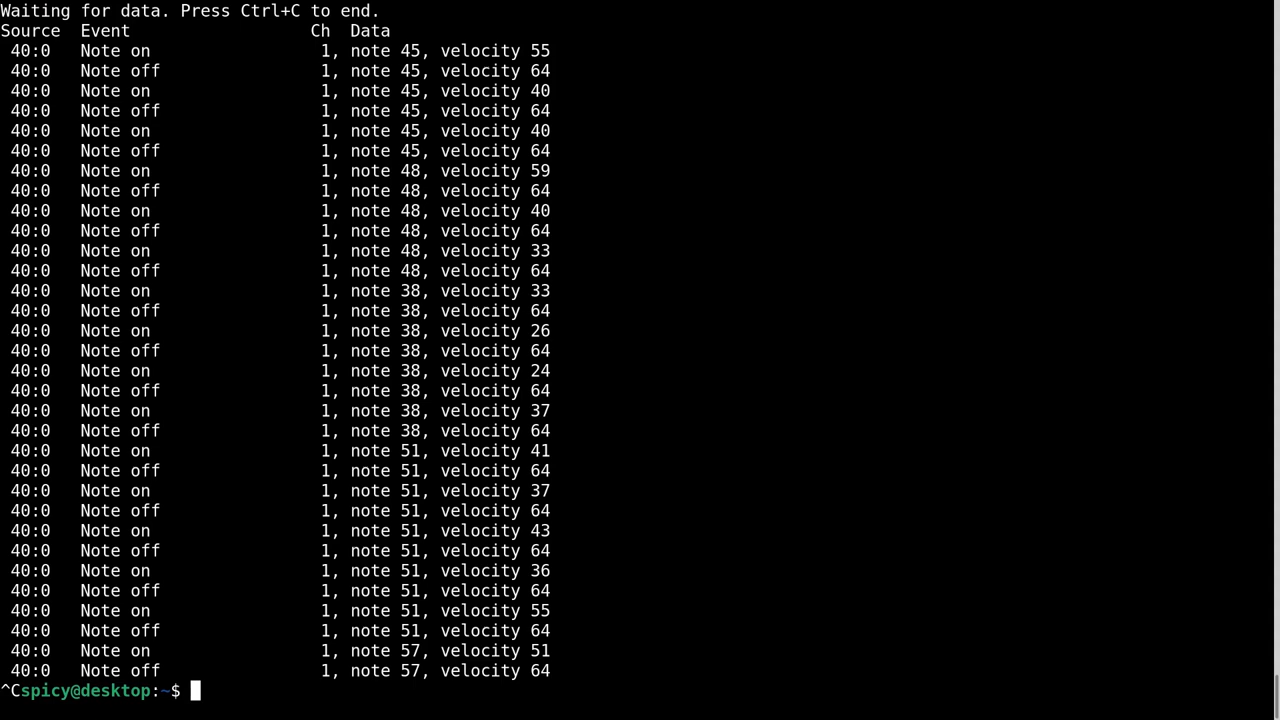 Waiting for data. Press Ctrl+C to end.
Source  Event                  Ch  Data
 40:0   Note on                 1, note 45, velocity 55
 40:0   Note off                1, note 45, velocity 64
 40:0   Note on                 1, note 45, velocity 40
 40:0   Note off                1, note 45, velocity 64
 40:0   Note on                 1, note 45, velocity 40
 40:0   Note off                1, note 45, velocity 64
 40:0   Note on                 1, note 48, velocity 59
 40:0   Note off                1, note 48, velocity 64
 40:0   Note on                 1, note 48, velocity 40
 40:0   Note off                1, note 48, velocity 64
 40:0   Note on                 1, note 48, velocity 33
 40:0   Note off                1, note 48, velocity 64
 40:0   Note on                 1, note 38, velocity 33
 40:0   Note off                1, note 38, velocity 64
 40:0   Note on                 1, note 38, velocity 26
 40:0   Note off                1, note 38, velocity 64
 40:0   Note on                 1, note 38, velocity 24
 40:0   Note off                1, note 38, velocity 64
 40:0   Note on                 1, note 38, velocity 37
 40:0   Note off                1, note 38, velocity 64
 40:0   Note on                 1, note 51, velocity 41
 40:0   Note off                1, note 51, velocity 64
 40:0   Note on                 1, note 51, velocity 37
 40:0   Note off                1, note 51, velocity 64
 40:0   Note on                 1, note 51, velocity 43
 40:0   Note off                1, note 51, velocity 64
 40:0   Note on                 1, note 51, velocity 36
 40:0   Note off                1, note 51, velocity 64
 40:0   Note on                 1, note 51, velocity 55
 40:0   Note off                1, note 51, velocity 64
 40:0   Note on                 1, note 57, velocity 51
 40:0   Note off                1, note 57, velocity 64
^Cspicy@desktop:~$